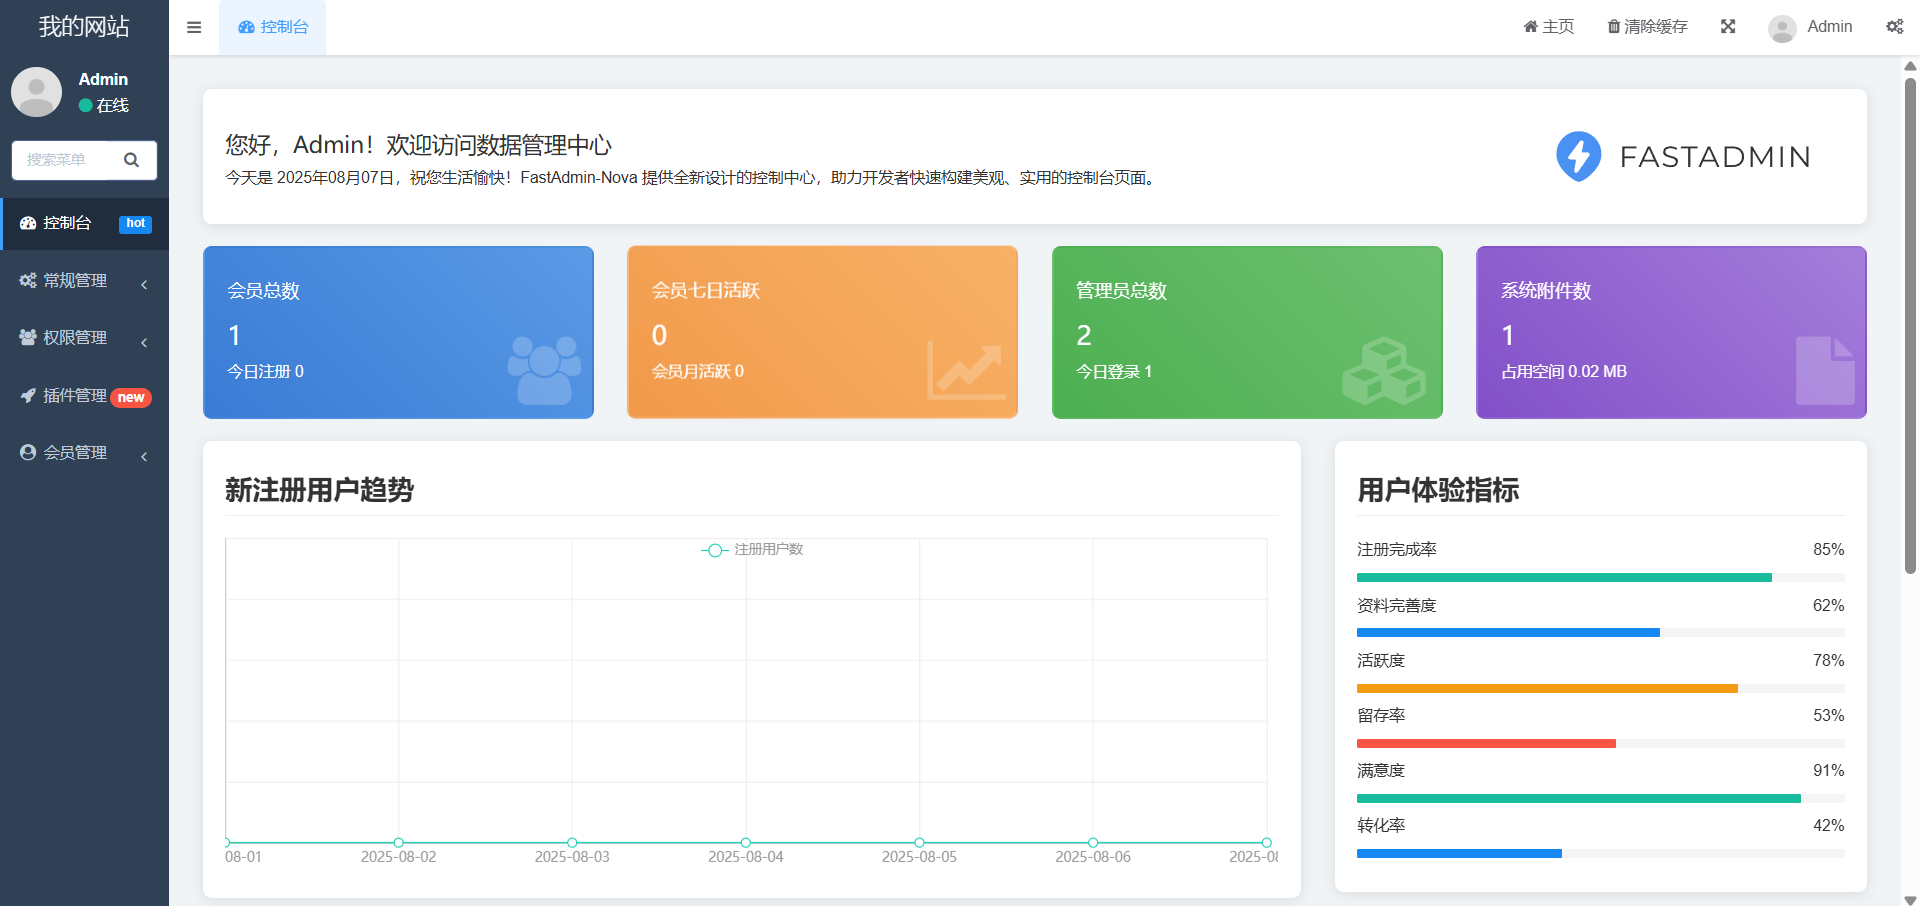 我的网站
控制台
主页
清除缓存
Admin
Admin
在线
搜索菜单
控制台 hot
常规管理
权限管理
插件管理 new
会员管理
您好，Admin！欢迎访问数据管理中心
今天是 2025年08月07日，祝您生活愉快！FastAdmin-Nova 提供全新设计的控制中心，助力开发者快速构建美观、实用的控制台页面。
FASTADMIN
会员总数
1
今日注册 0
会员七日活跃
0
会员月活跃 0
管理员总数
2
今日登录 1
系统附件数
1
占用空间 0.02 MB
新注册用户趋势
注册用户数
08-01 2025-08-02 2025-08-03 2025-08-04 2025-08-05 2025-08-06 2025-08
用户体验指标
注册完成率 85%
资料完善度 62%
活跃度 78%
留存率 53%
满意度 91%
转化率 42%